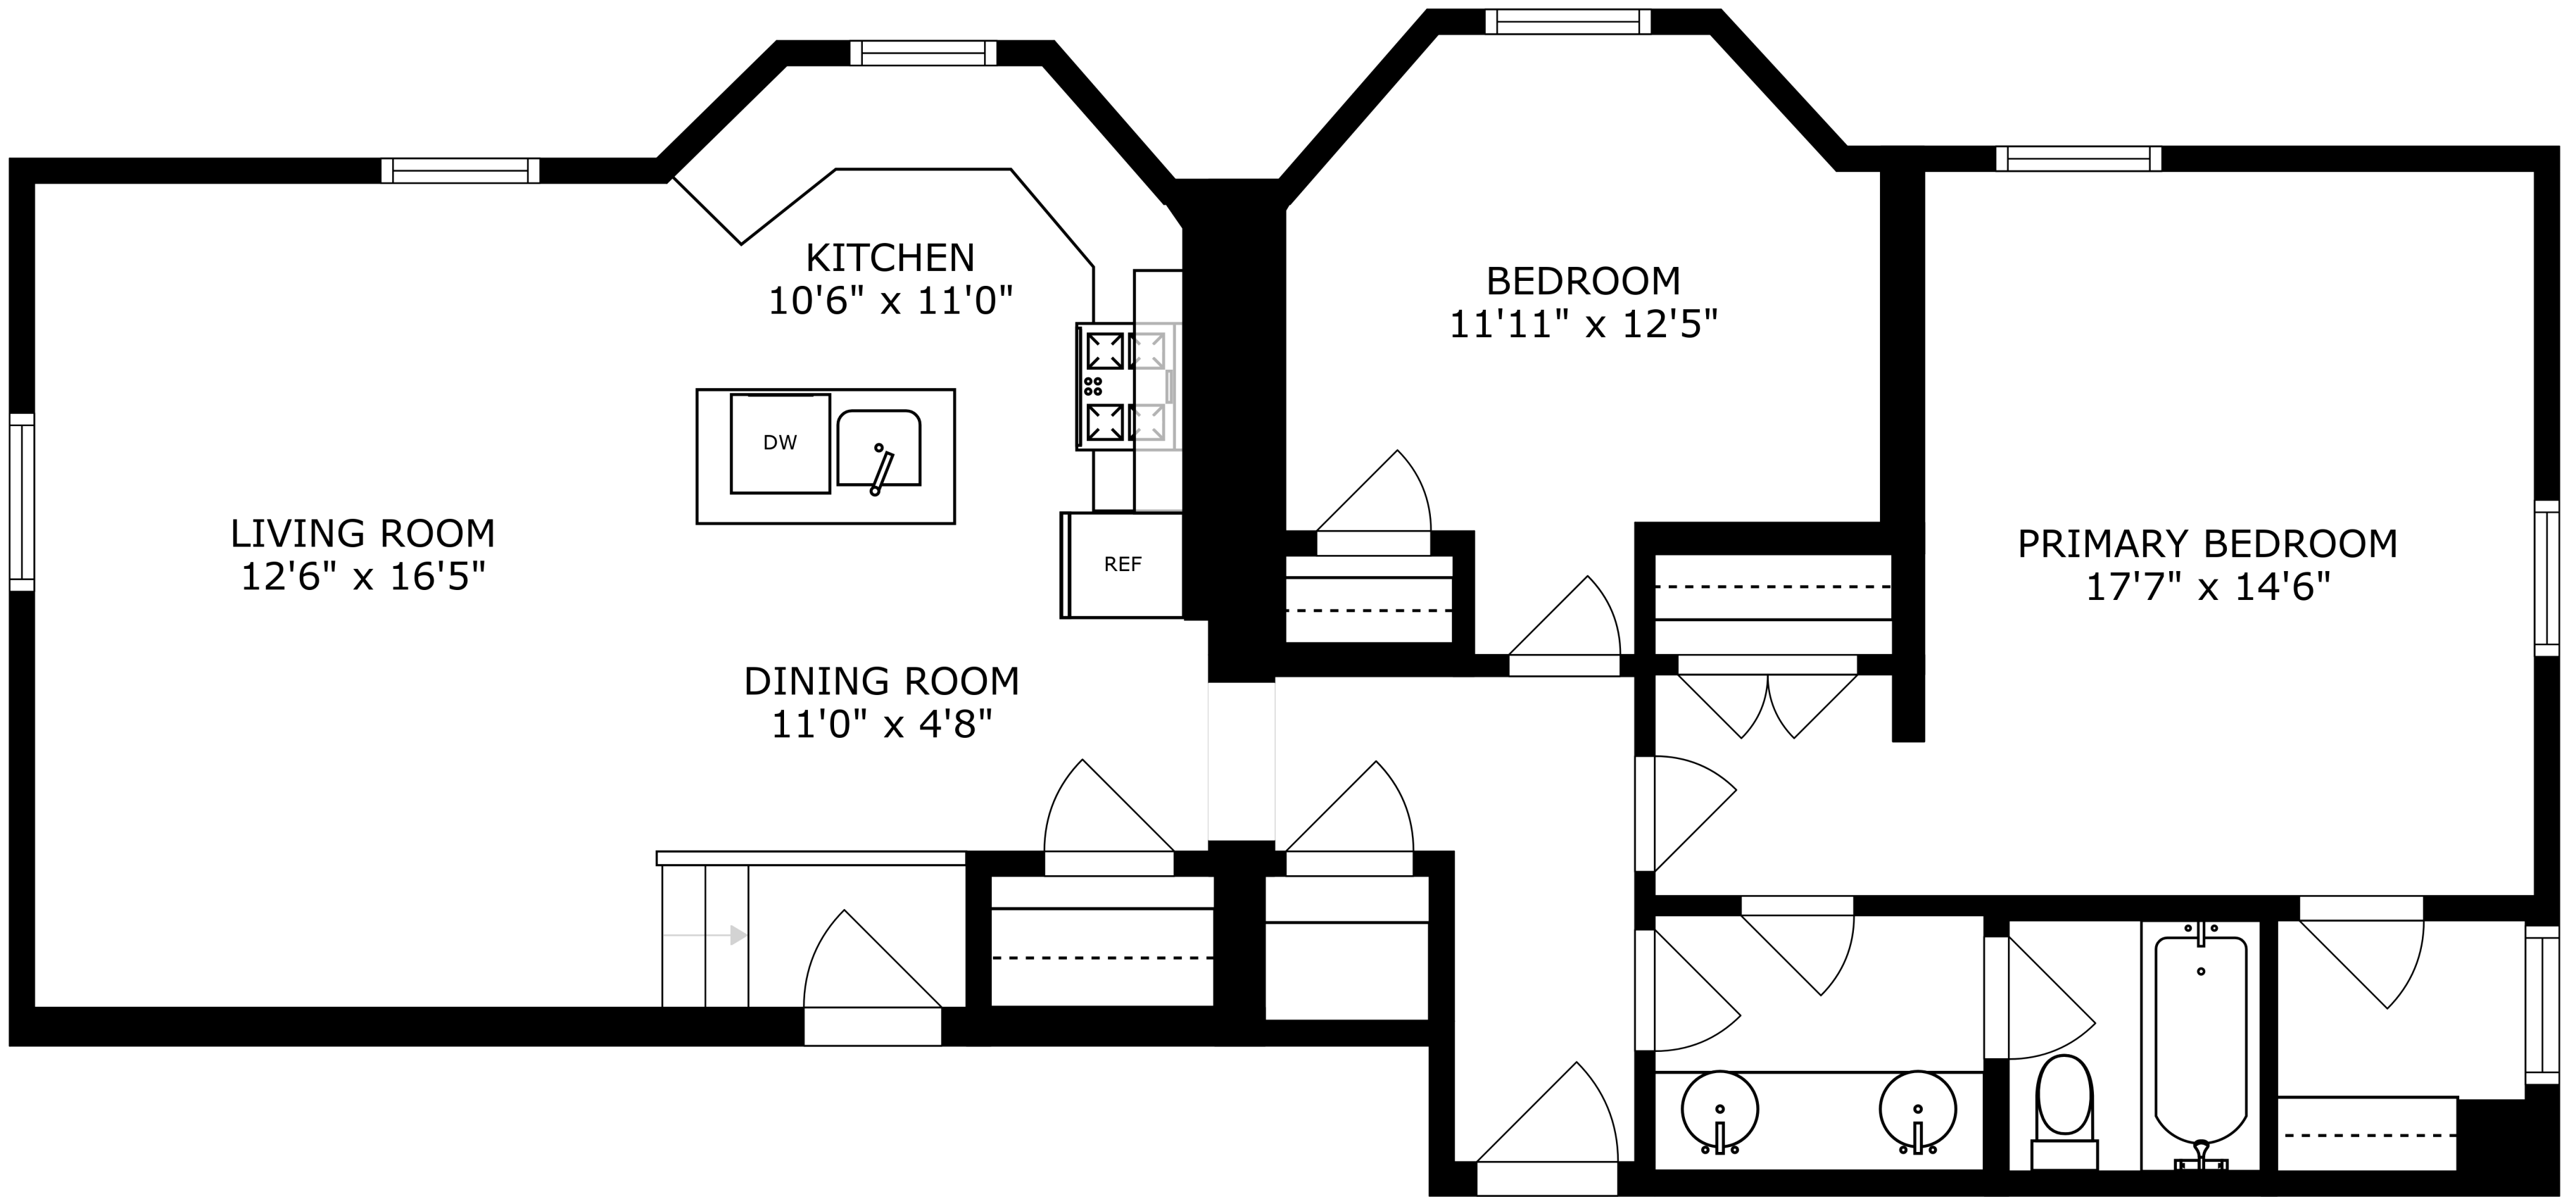 KITCHEN
10'6" x 11'0"
BEDROOM
11'11" x 12'5"
DW
LIVING ROOM
12'6" x 16'5"
REF
PRIMARY BEDROOM
17'7" x 14'6"
DINING ROOM
11'0" x 4'8"